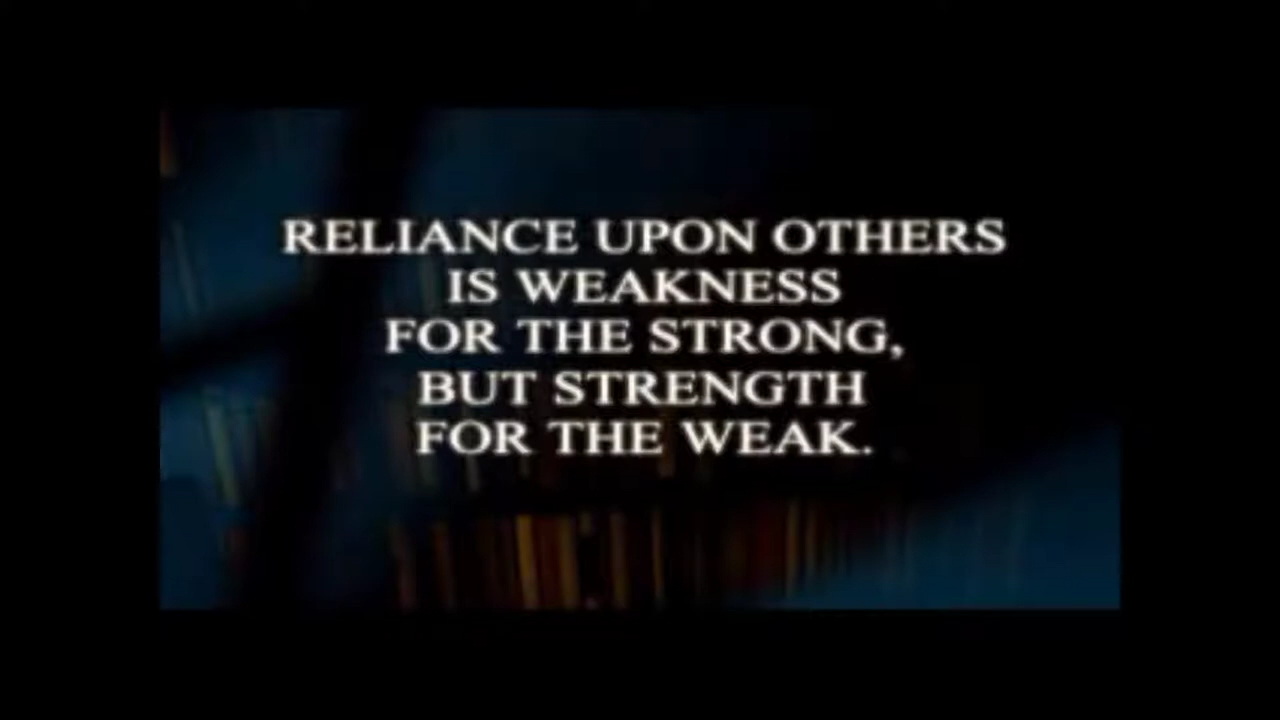 RELIANCE UPON OTHERS
IS WEAKNESS
FOR THE STRONG,
BUT STRENGTH
FOR THE WEAK.